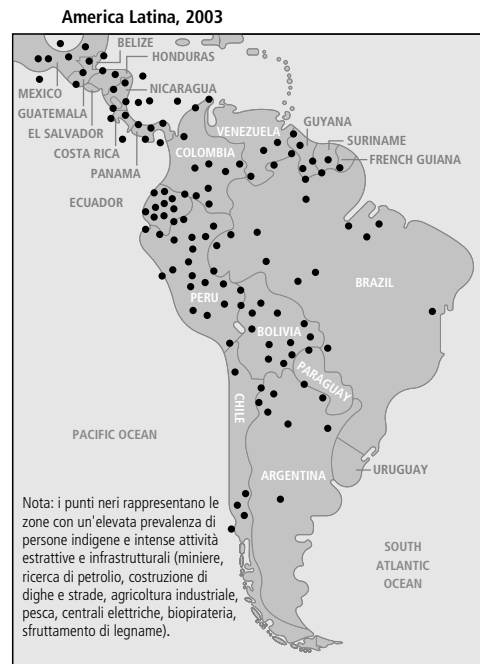 America Latina, 2003
BELIZE
HONDURAS
NICARAGUA
MEXICO
GUATEMALA
EL SALVADOR
COSTA RICA
PANAMA
VENEZUELA
GUYANA
SURINAME
FRENCH GUIANA
COLOMBIA
ECUADOR
PERU
BRAZIL
BOLIVIA
PARAGUAY
CHILE
PACIFIC OCEAN
ARGENTINA
URUGUAY
Nota: i punti neri rappresentano le
zone con un'elevata prevalenza di
persone indigene e intense attività
estrattive e infrastrutturali (miniere,
ricerca di petrolio, costruzione di
dighe e strade, agricoltura industriale,
pesca, centrali elettriche, biopirateria,
sfruttamento di legname).
SOUTH
ATLANTIC
OCEAN